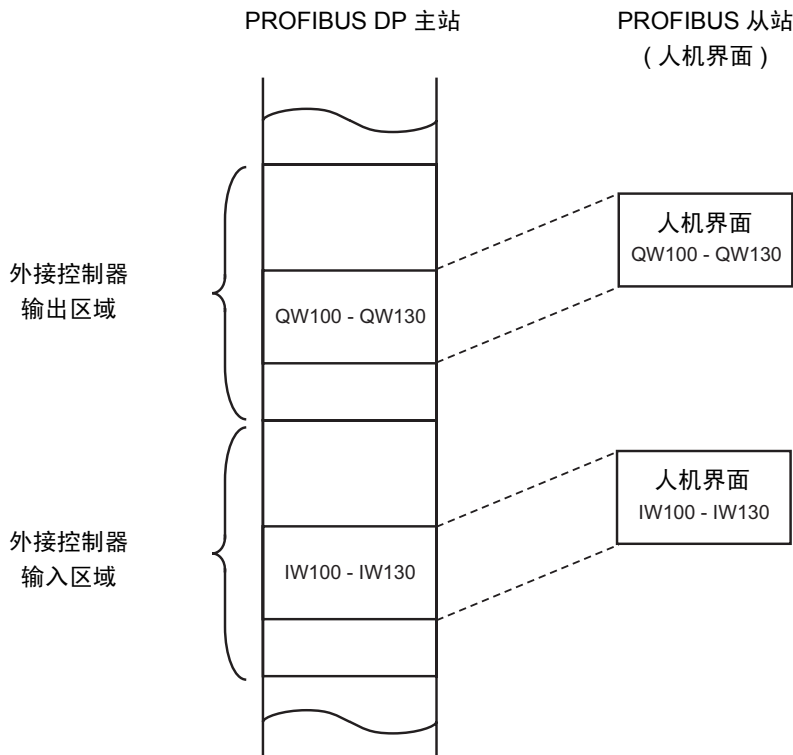 PROFIBUS DP 主站
PROFIBUS 从站
( 人机界面 )
外接控制器
输出区域
QW100 - QW130
人机界面
QW100 - QW130
外接控制器
输入区域
IW100 - IW130
人机界面
IW100 - IW130